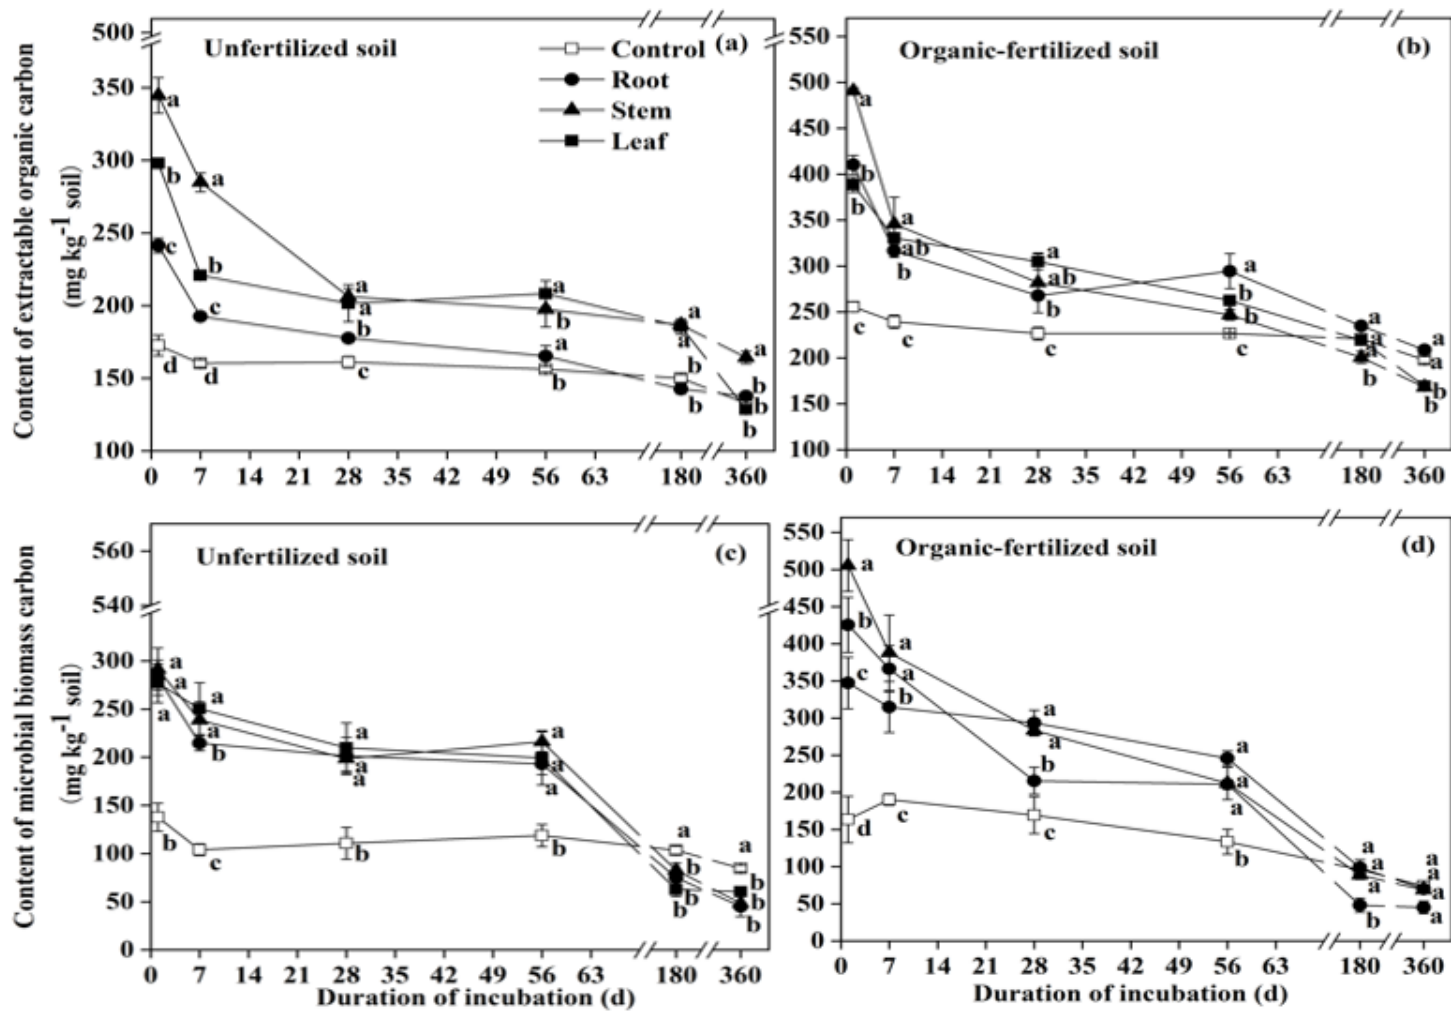 Content of extractable organic carbon
(mg kg-1 soil)
500
350
300
250
200
150
100
Unfertilized soil
(a)
Control
Root
Stem
Leaf
a
b
c
d
a
b
c
d
a
a
b
c
a
b
a
b
a
a
b
b
a
b
b
b
0 7 14 21 28 35 42 49 56 63 180 360
550
500
450
400
350
300
250
200
150
100
Organic-fertilized soil
(b)
a
b
b
c
a
ab
b
c
a
ab
b
c
a
b
b
c
a
a
a
b
a
a
b
b
0 7 14 21 28 35 42 49 56 63 180 360
Content of microbial biomass carbon
(mg kg-1 soil)
560
540
300
250
200
150
100
50
0
Unfertilized soil
(c)
a
a
a
b
a
a
b
c
a
a
a
b
a
a
a
b
a
b
b
b
a
b
b
b
0 7 14 21 28 35 42 49 56 63 180 360
Duration of incubation (d)
550
500
450
400
350
300
250
200
150
100
50
0
Organic-fertilized soil
(d)
a
b
c
d
a
a
b
c
a
a
b
c
a
a
a
b
a
a
a
b
a
a
a
a
0 7 14 21 28 35 42 49 56 63 180 360
Duration of incubation (d)